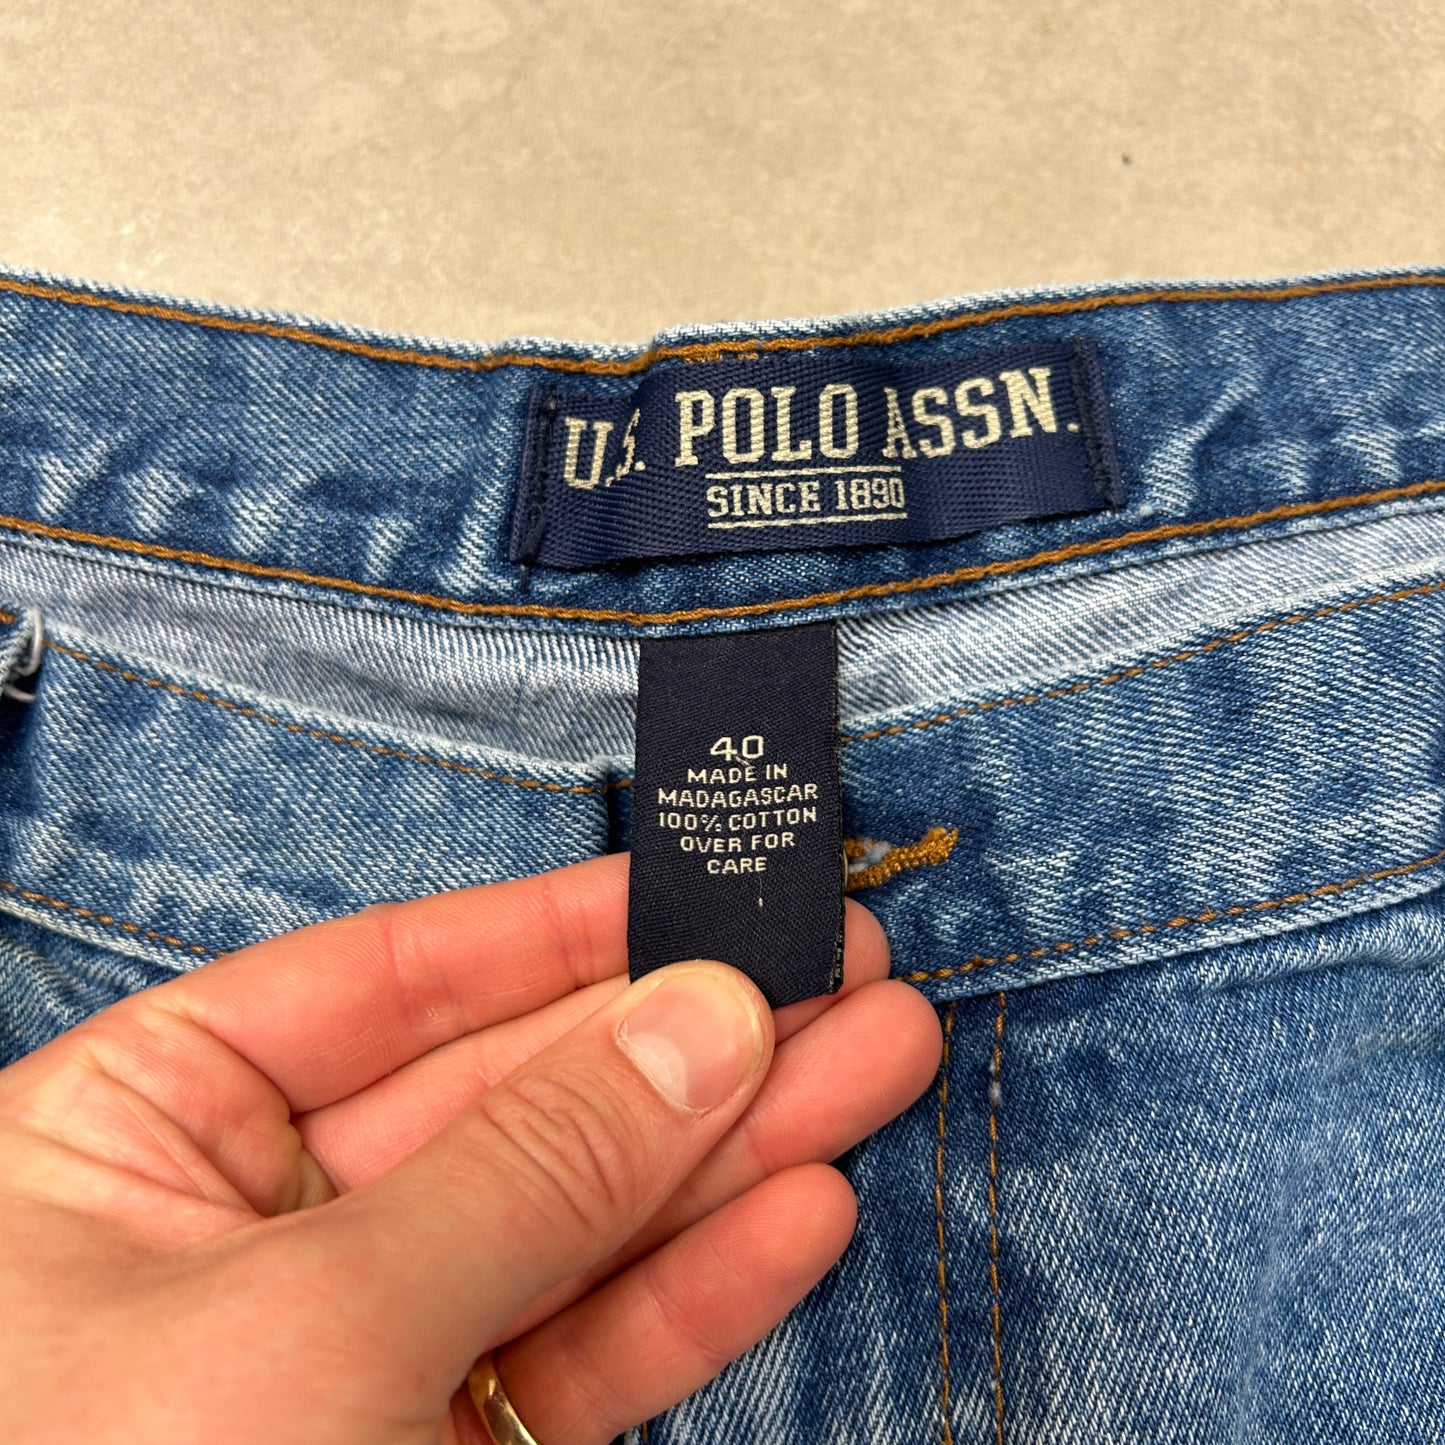 U.S. POLO ASSN.
SINCE 1890
40
MADE IN
MADAGASCAR
100% COTTON
OVER FOR
CARE